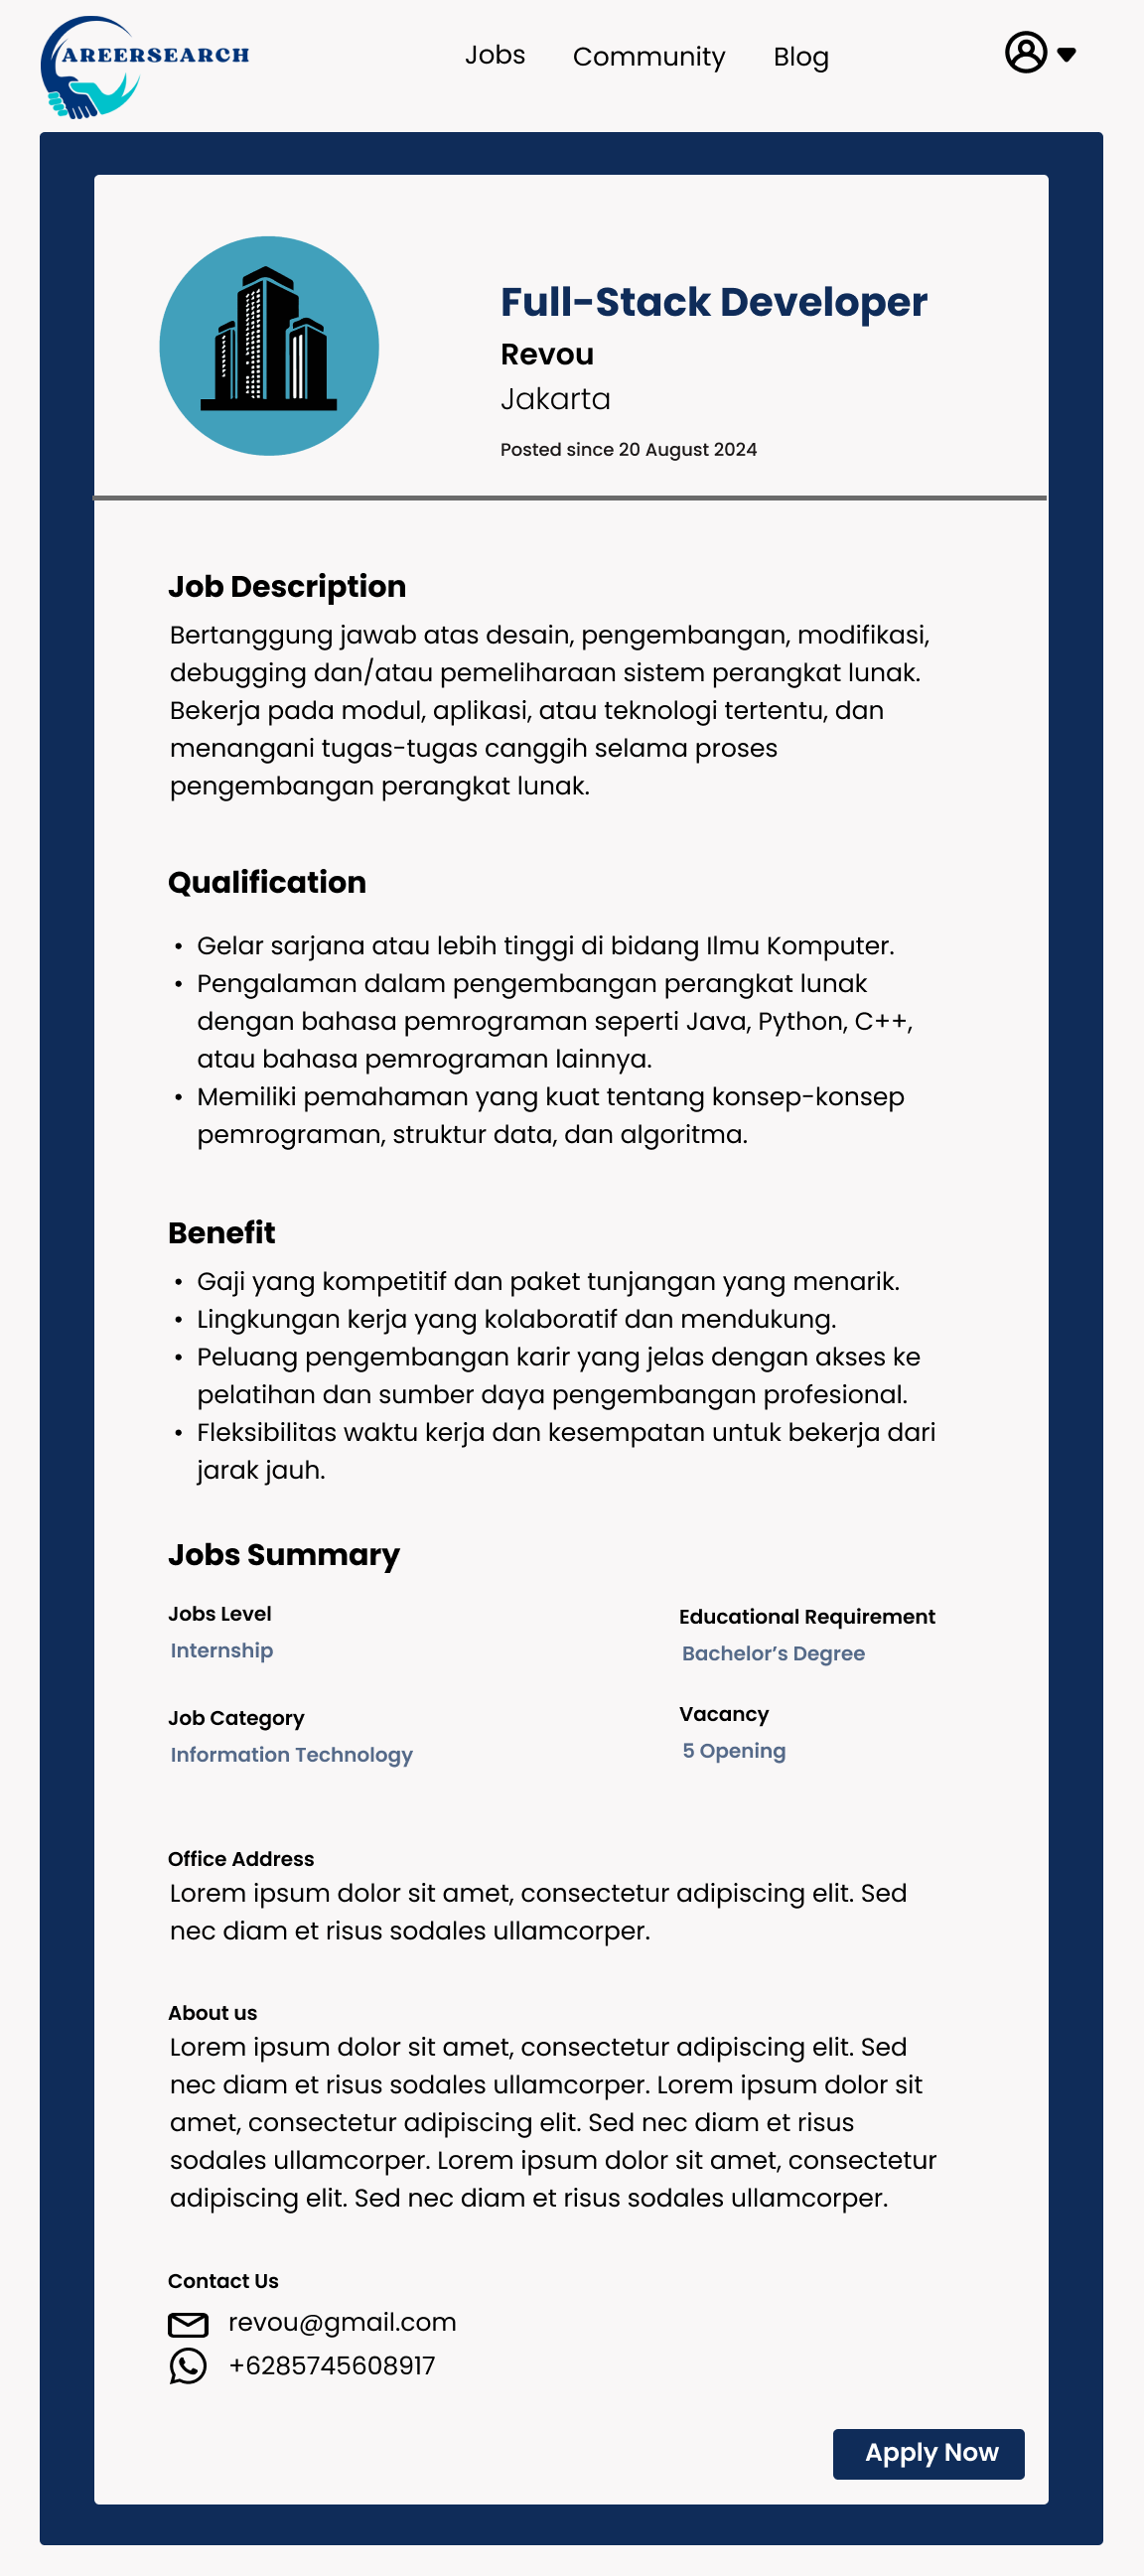 AREERSEARCH
Jobs
Community
Blog
Full-Stack Developer
Revou
Jakarta
Posted since 20 August 2024
Job Description
Bertanggung jawab atas desain, pengembangan, modifikasi,
debugging dan/atau pemeliharaan sistem perangkat lunak.
Bekerja pada modul, aplikasi, atau teknologi tertentu, dan
menangani tugas-tugas canggih selama proses
pengembangan perangkat lunak.
Qualification
• Gelar sarjana atau lebih tinggi di bidang Ilmu Komputer.
• Pengalaman dalam pengembangan perangkat lunak
dengan bahasa pemrograman seperti Java, Python, C++,
atau bahasa pemrograman lainnya.
• Memiliki pemahaman yang kuat tentang konsep-konsep
pemrograman, struktur data, dan algoritma.
Benefit
• Gaji yang kompetitif dan paket tunjangan yang menarik.
• Lingkungan kerja yang kolaboratif dan mendukung.
• Peluang pengembangan karir yang jelas dengan akses ke
pelatihan dan sumber daya pengembangan profesional.
• Fleksibilitas waktu kerja dan kesempatan untuk bekerja dari
jarak jauh.
Jobs Summary
Jobs Level
Internship
Educational Requirement
Bachelor’s Degree
Job Category
Information Technology
Vacancy
5 Opening
Office Address
Lorem ipsum dolor sit amet, consectetur adipiscing elit. Sed
nec diam et risus sodales ullamcorper.
About us
Lorem ipsum dolor sit amet, consectetur adipiscing elit. Sed
nec diam et risus sodales ullamcorper. Lorem ipsum dolor sit
amet, consectetur adipiscing elit. Sed nec diam et risus
sodales ullamcorper. Lorem ipsum dolor sit amet, consectetur
adipiscing elit. Sed nec diam et risus sodales ullamcorper.
Contact Us
revou@gmail.com
+6285745608917
Apply Now